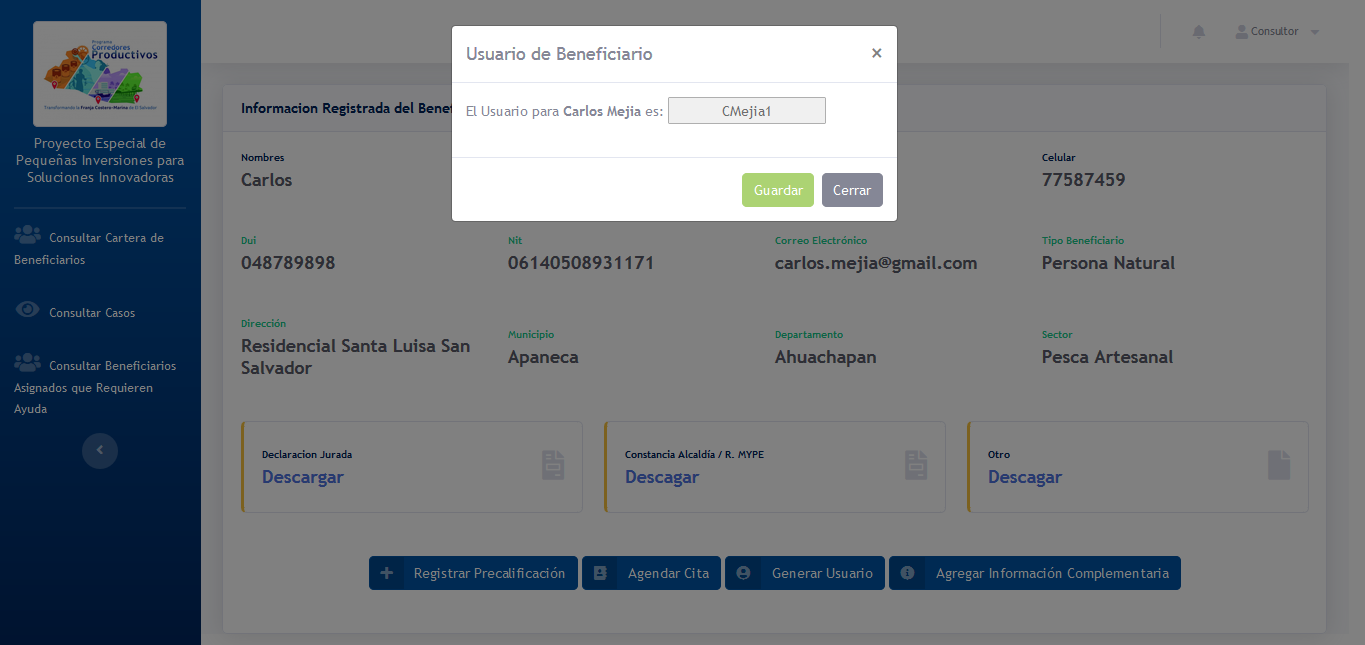 Programa
Corredores
Productivos
Transformando la Franja Costero-Marina de El Salvador
Proyecto Especial de
Pequeñas Inversiones para
Soluciones Innovadoras
Consultar Cartera de
Beneficiarios
Consultar Casos
Consultar Beneficiarios
Asignados que Requieren
Ayuda
Consultor
Usuario de Beneficiario
×
El Usuario para Carlos Mejia es: CMejia1
Guardar Cerrar
Informacion Registrada del Bene
Nombres
Carlos
Celular
77587459
Dui
048789898
Nit
06140508931171
Correo Electrónico
carlos.mejia@gmail.com
Tipo Beneficiario
Persona Natural
Dirección
Residencial Santa Luisa San
Salvador
Municipio
Apaneca
Departamento
Ahuachapan
Sector
Pesca Artesanal
Declaracion Jurada
Descargar
Constancia Alcaldía / R. MYPE
Descagar
Otro
Descagar
Registrar Precalificación
Agendar Cita
Generar Usuario
Agregar Información Complementaria